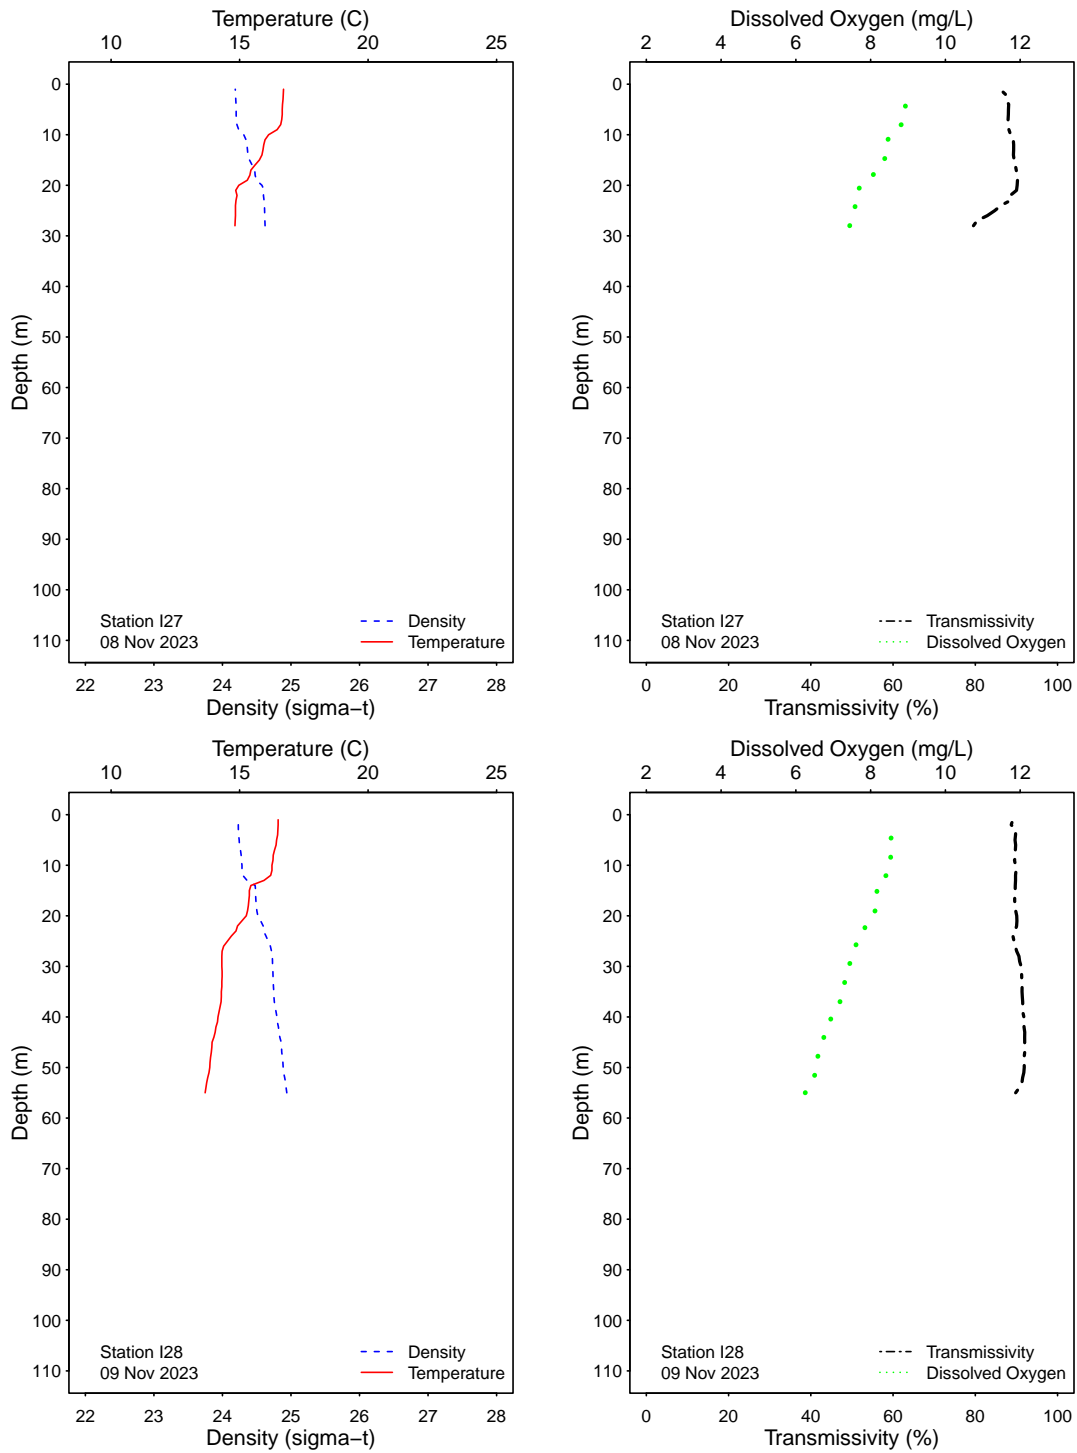 Temperature (C)
10 15 20 25
0
10
20
30
40
50
60
70
80
90
100
110
Depth (m)
Station I27
08 Nov 2023
Density
Temperature
22 23 24 25 26 27 28
Density (sigma−t)
Dissolved Oxygen (mg/L)
2 4 6 8 10 12
0
10
20
30
40
50
60
70
80
90
100
110
Depth (m)
Station I27
08 Nov 2023
Transmissivity
Dissolved Oxygen
0 20 40 60 80 100
Transmissivity (%)
Temperature (C)
10 15 20 25
0
10
20
30
40
50
60
70
80
90
100
110
Depth (m)
Station I28
09 Nov 2023
Density
Temperature
22 23 24 25 26 27 28
Density (sigma−t)
Dissolved Oxygen (mg/L)
2 4 6 8 10 12
0
10
20
30
40
50
60
70
80
90
100
110
Depth (m)
Station I28
09 Nov 2023
Transmissivity
Dissolved Oxygen
0 20 40 60 80 100
Transmissivity (%)